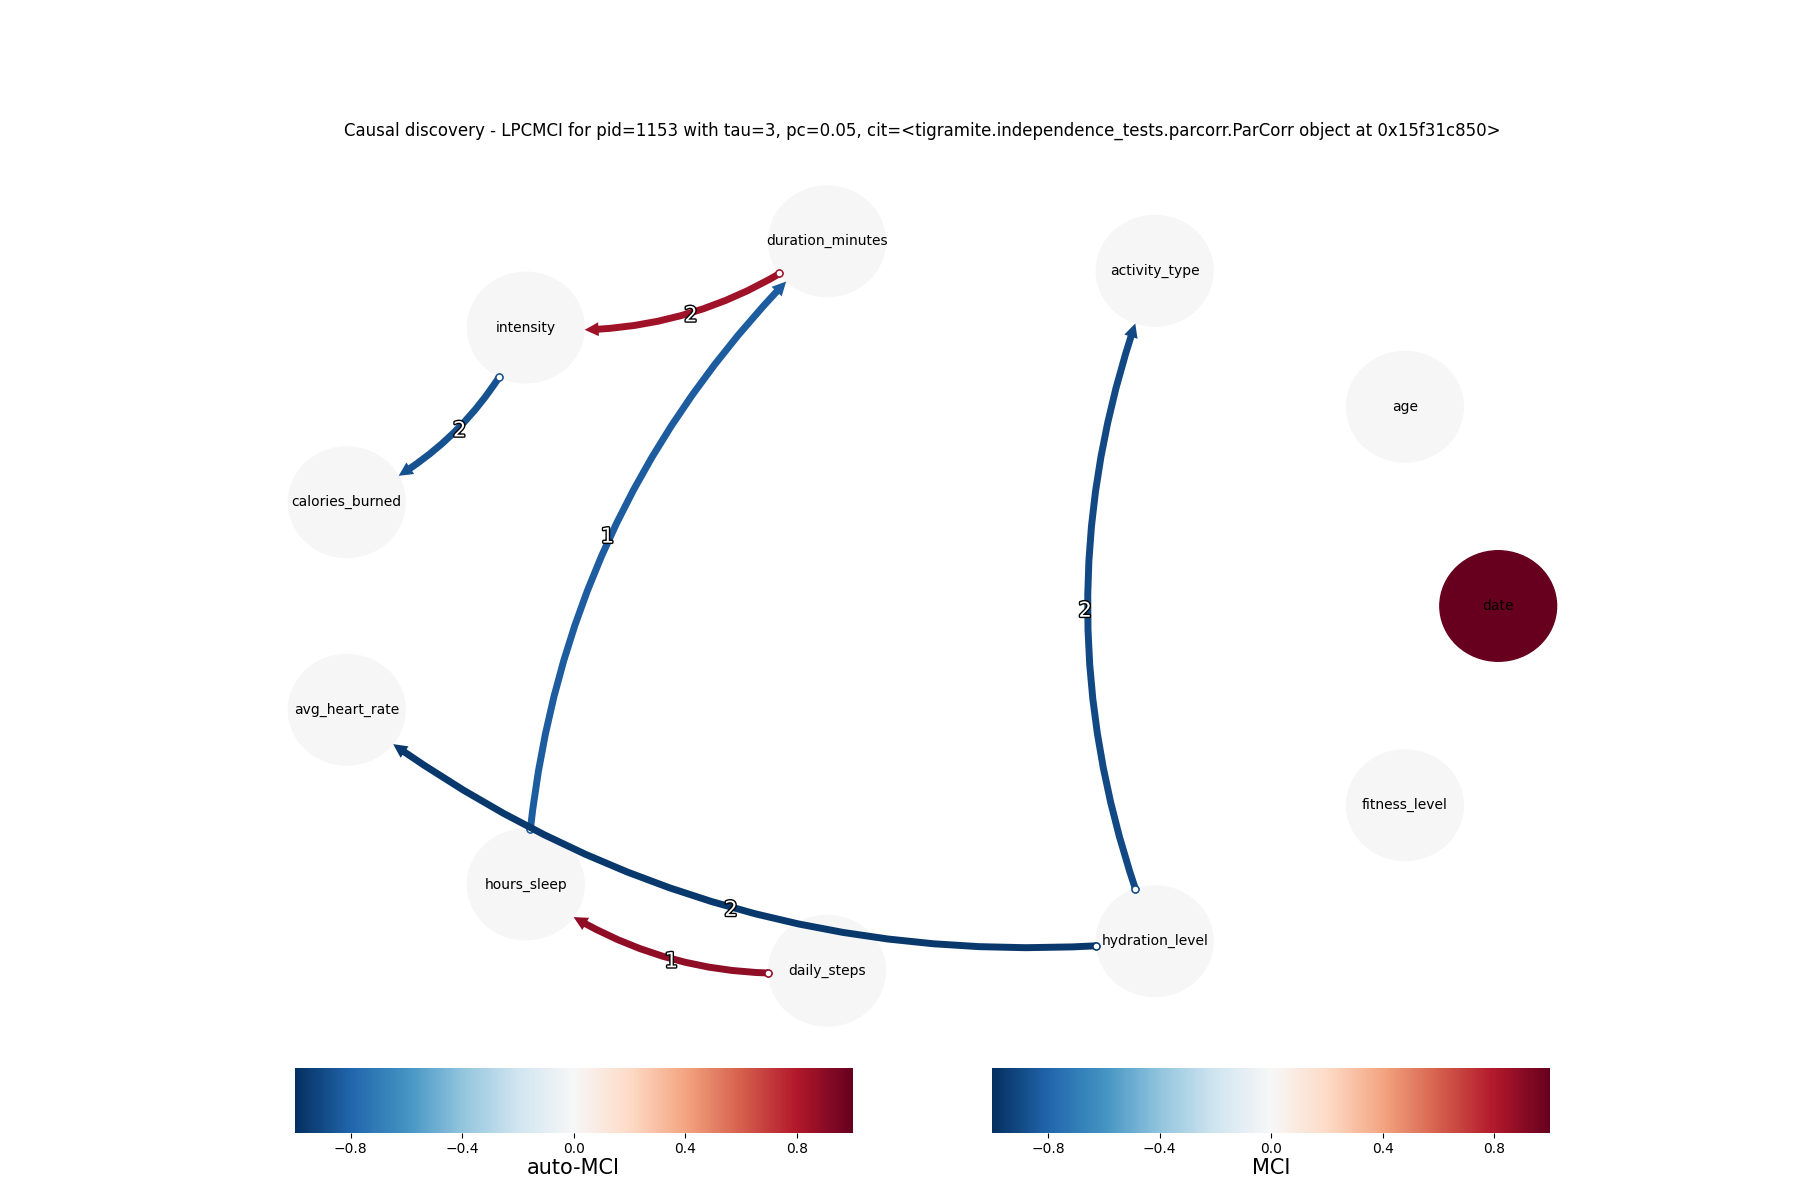 Causal discovery - LPCMCI for pid=1153 with tau=3, pc=0.05, cit=<tigramite.independence_tests.parcorr.ParCorr object at 0x15f31c850>
duration_minutes
activity_type
2
intensity
age
2
calories_burned
1
date
2
avg_heart_rate
fitness_level
hours_sleep
2
hydration_level
1
daily_steps
−0.8 −0.4 0.0 0.4 0.8
auto-MCI
−0.8 −0.4 0.0 0.4 0.8
MCI